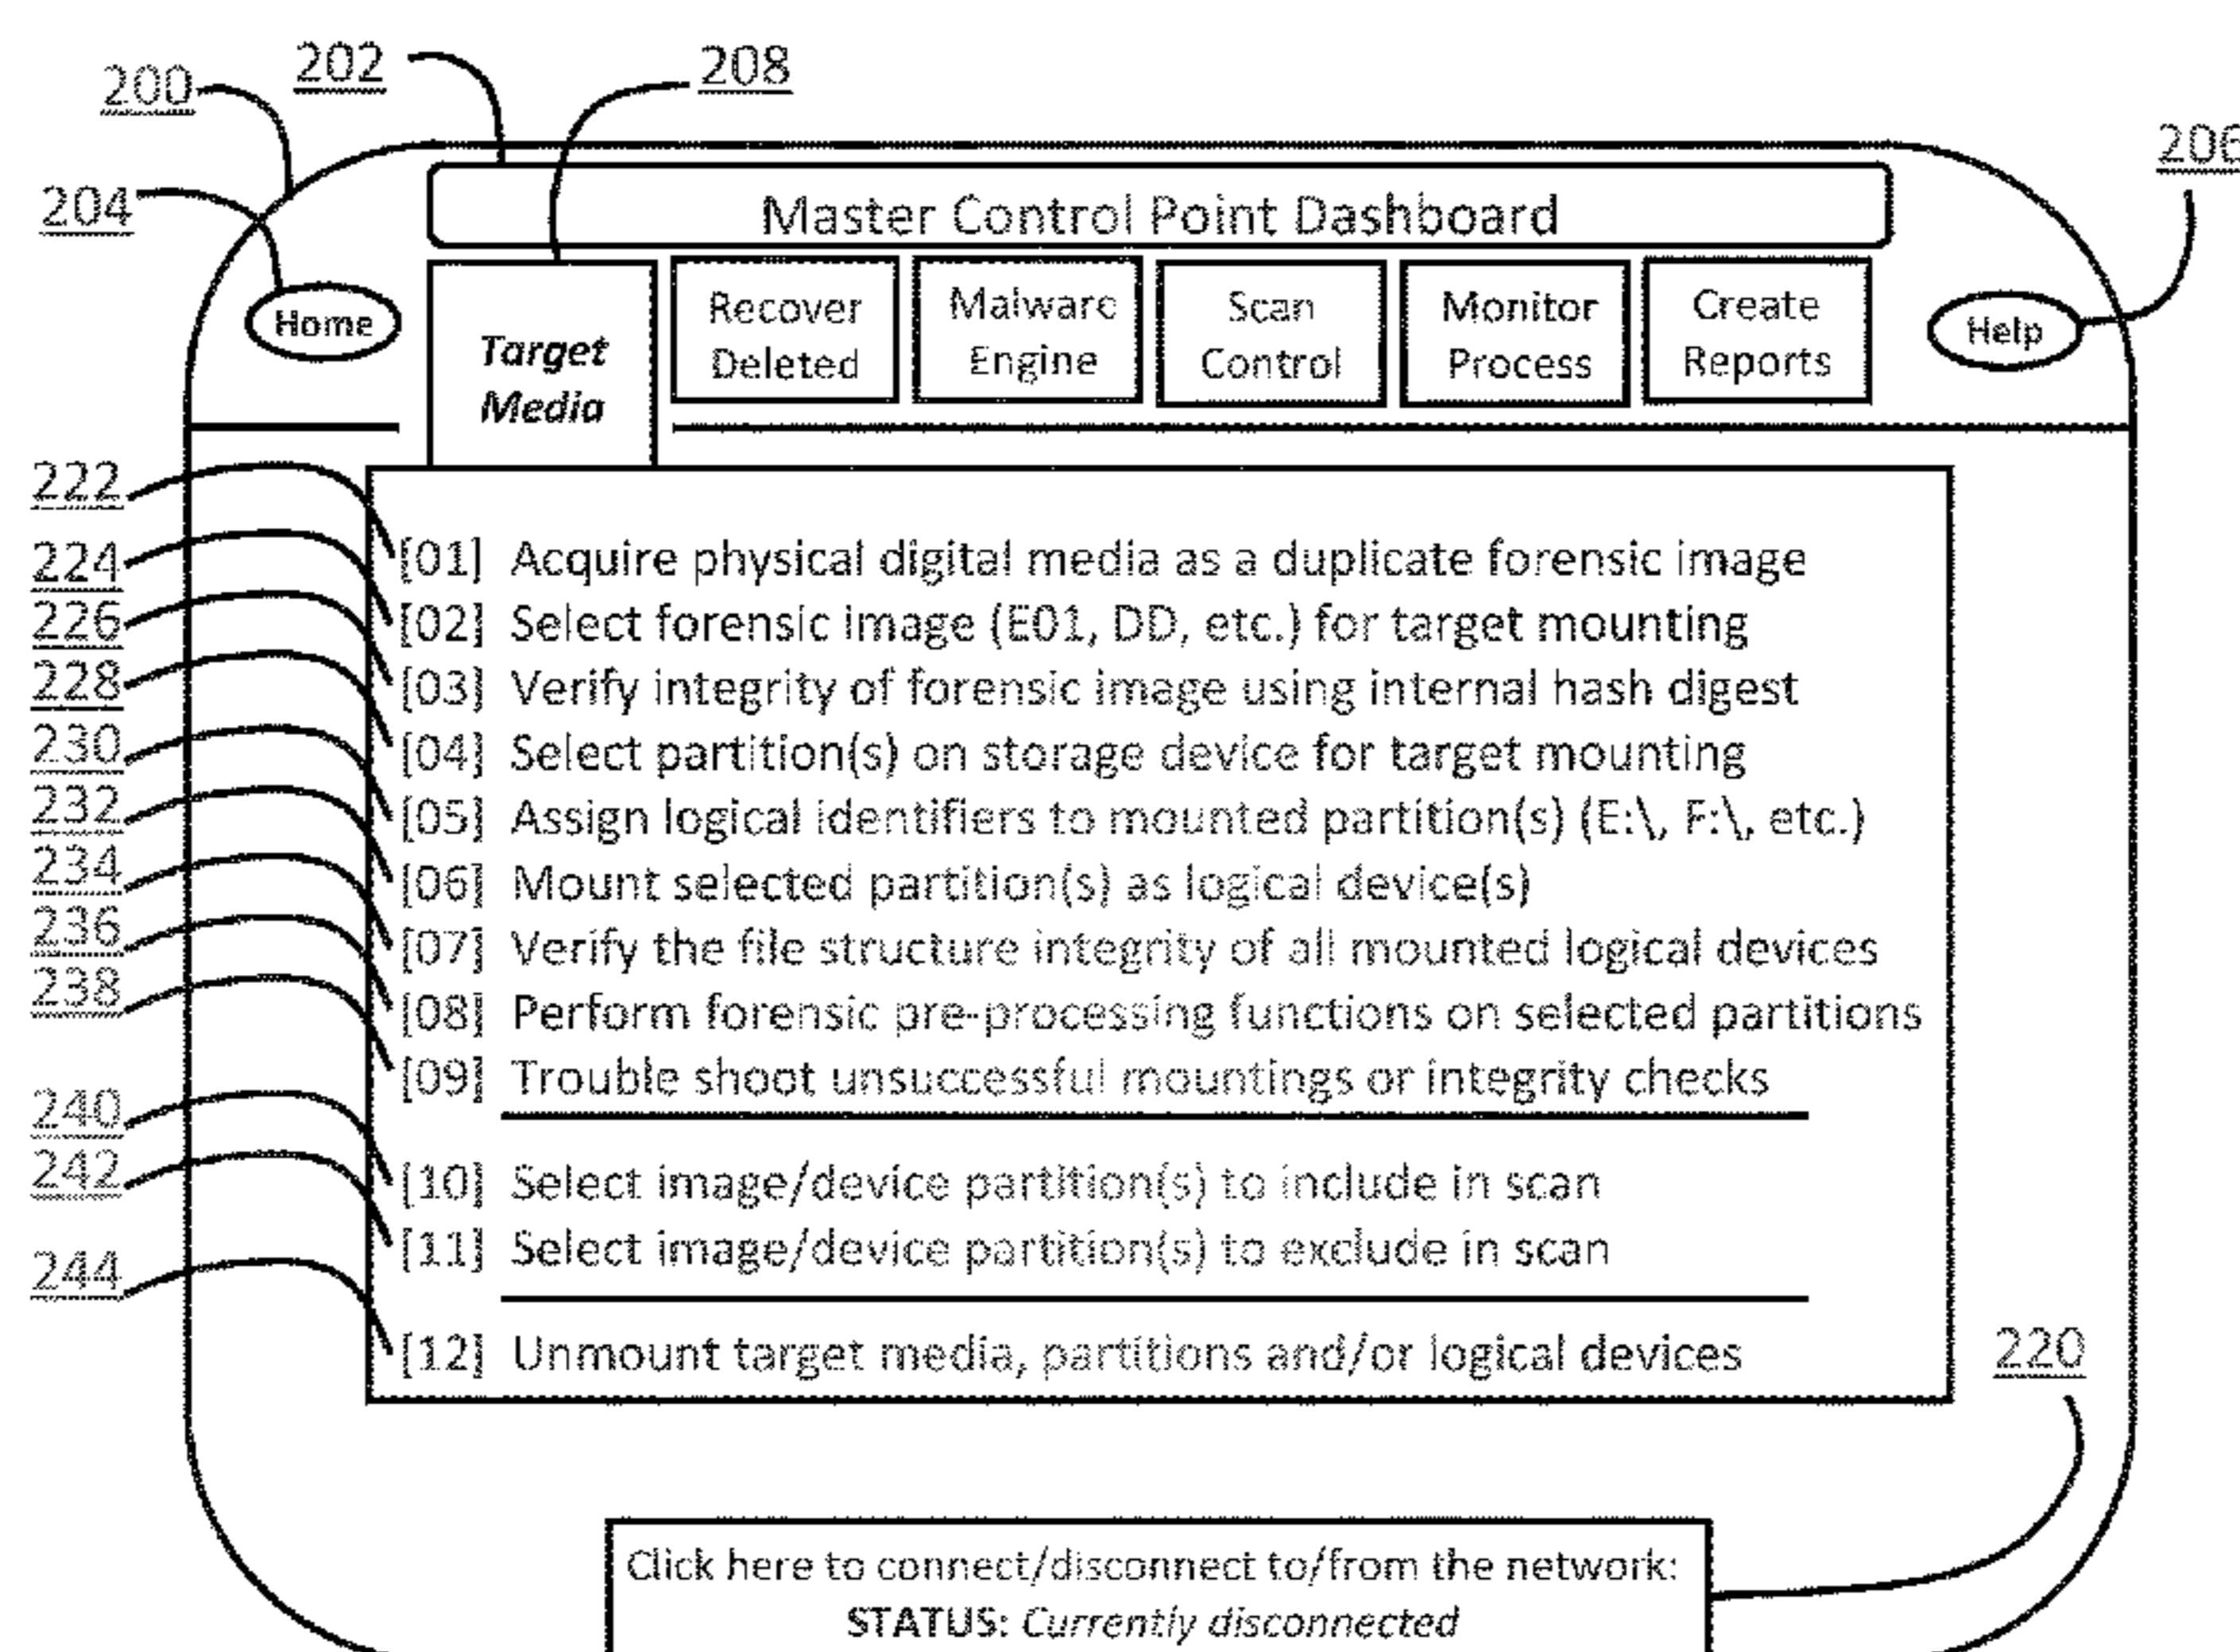 200
202
208
206
204
Master Control Point Dashboard
Home
Target
Media
Recover
Deleted
Malware
Engine
Scan
Control
Monitor
Process
Create
Reports
Help
222
[01] Acquire physical digital media as a duplicate forensic image
224
[02] Select forensic image (E01, DD, etc.) for target mounting
226
[03] Verify integrity of forensic image using internal hash digest
228
[04] Select partition(s) on storage device for target mounting
230
[05] Assign logical identifiers to mounted partition(s) (E:\, F:\, etc.)
232
[06] Mount selected partition(s) as logical device(s)
234
[07] Verify the file structure integrity of all mounted logical devices
236
[08] Perform forensic pre-processing functions on selected partitions
238
[09] Trouble shoot unsuccessful mountings or integrity checks
240
[10] Select image/device partition(s) to include in scan
242
[11] Select image/device partition(s) to exclude in scan
244
[12] Unmount target media, partitions and/or logical devices
220
Click here to connect/disconnect to/from the network:
STATUS: Currently disconnected